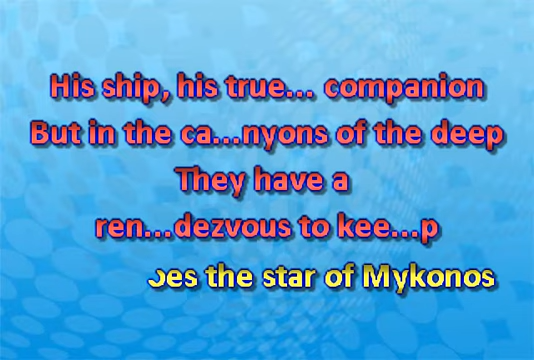 His ship, his true... companion
But in the ca...nyons of the deep
They have a
ren...dezvous to kee...p
the star of Mykonos